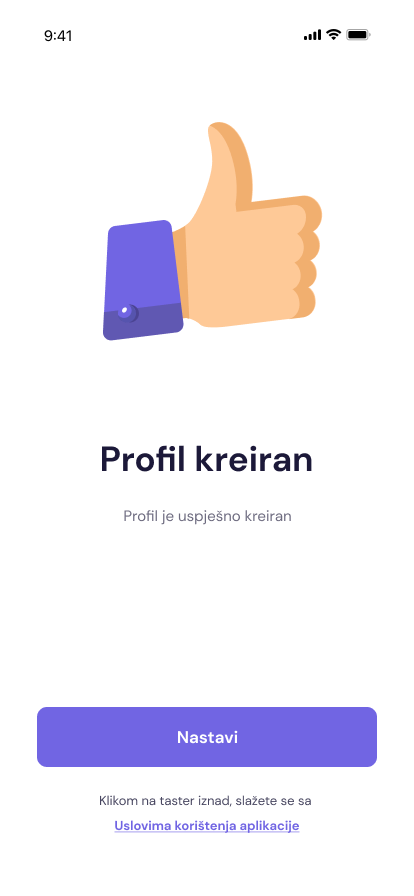 9:41
Profil kreiran
Profil je uspješno kreiran
Nastavi
Klikom na taster iznad, slažete se sa
Uslovima korištenja aplikacije